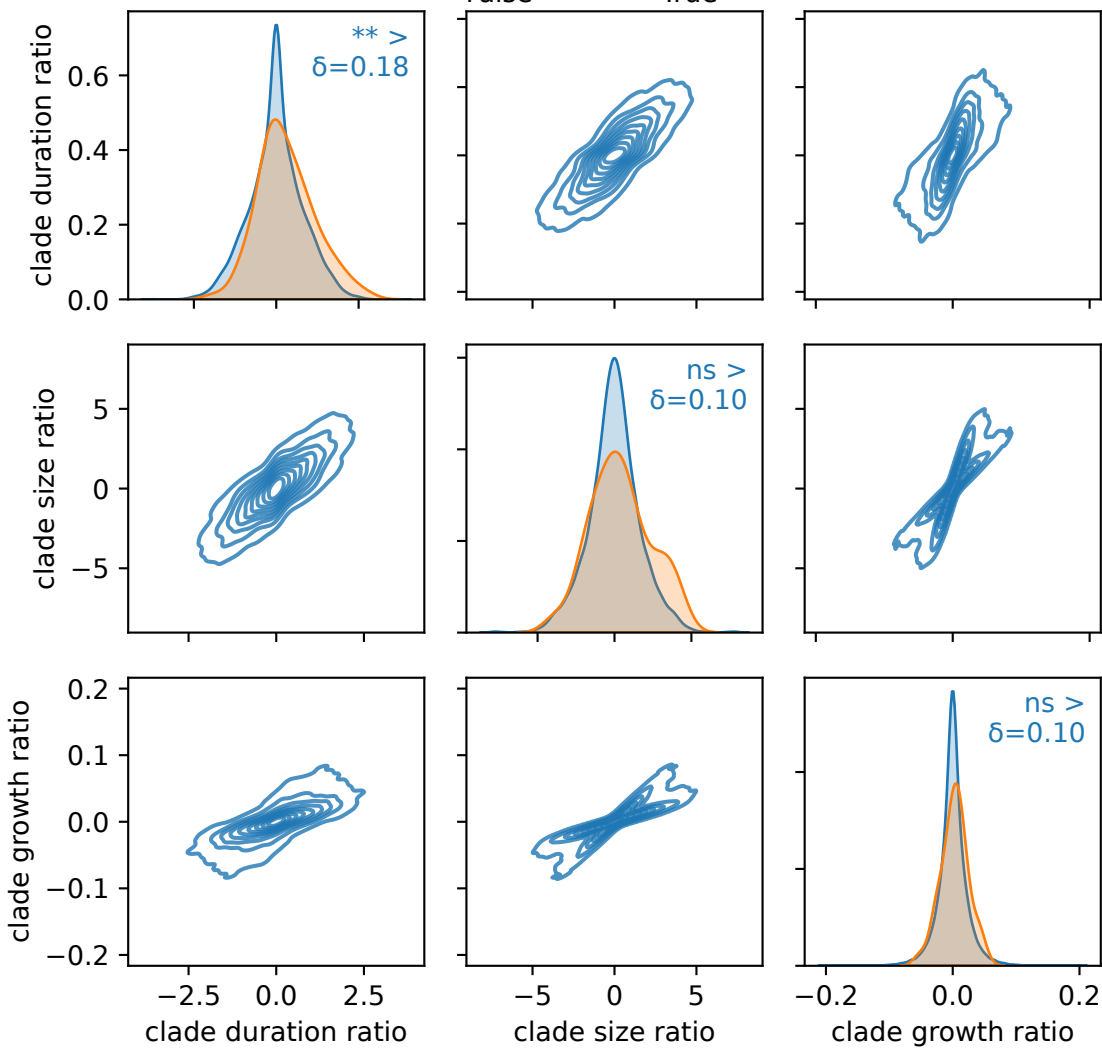 False True
clade duration ratio
0.6
0.4
0.2
0.0
** >
δ=0.18
clade size ratio
5
0
−5
ns >
δ=0.10
clade growth ratio
0.2
0.1
0.0
−0.1
−0.2
ns >
δ=0.10
−2.5 0.0 2.5
−5 0 5
−0.2 0.0 0.2
clade duration ratio
clade size ratio
clade growth ratio